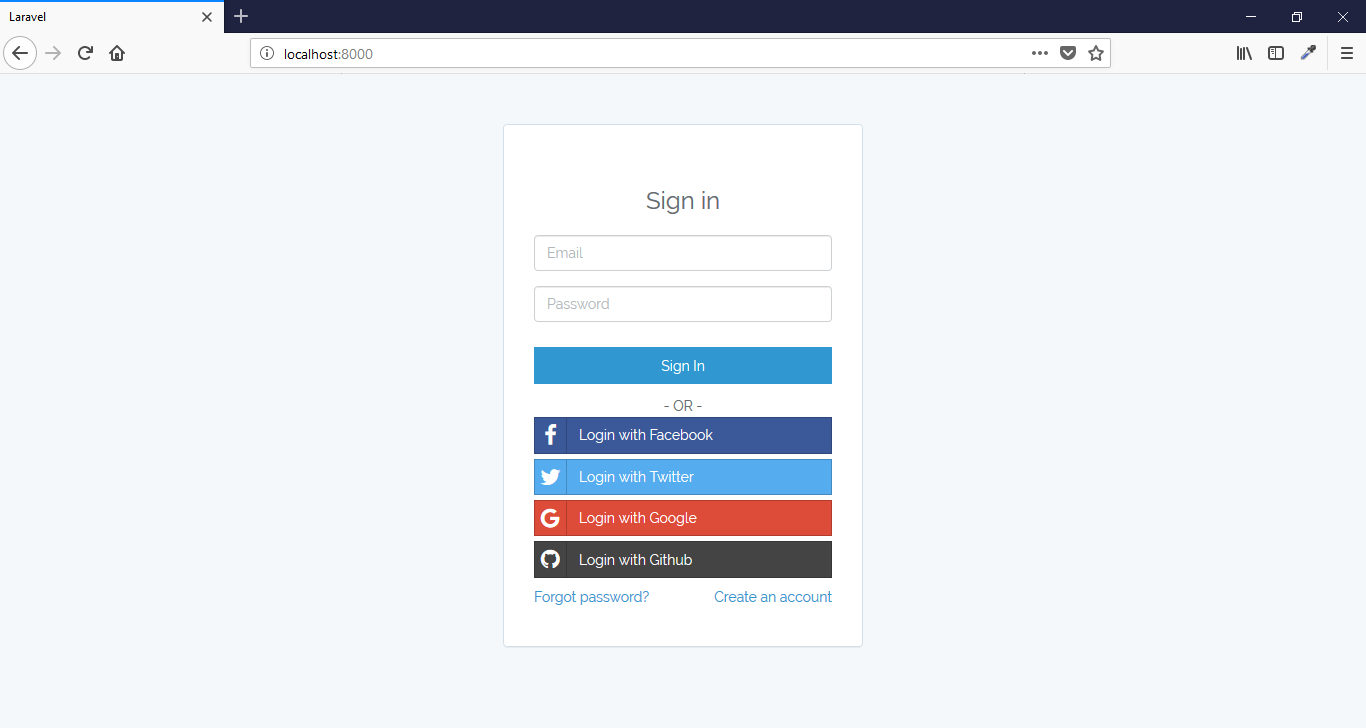 Laravel
localhost:8000
Sign in
Email
Password
Sign In
- OR -
Login with Facebook
Login with Twitter
Login with Google
Login with Github
Forgot password? Create an account